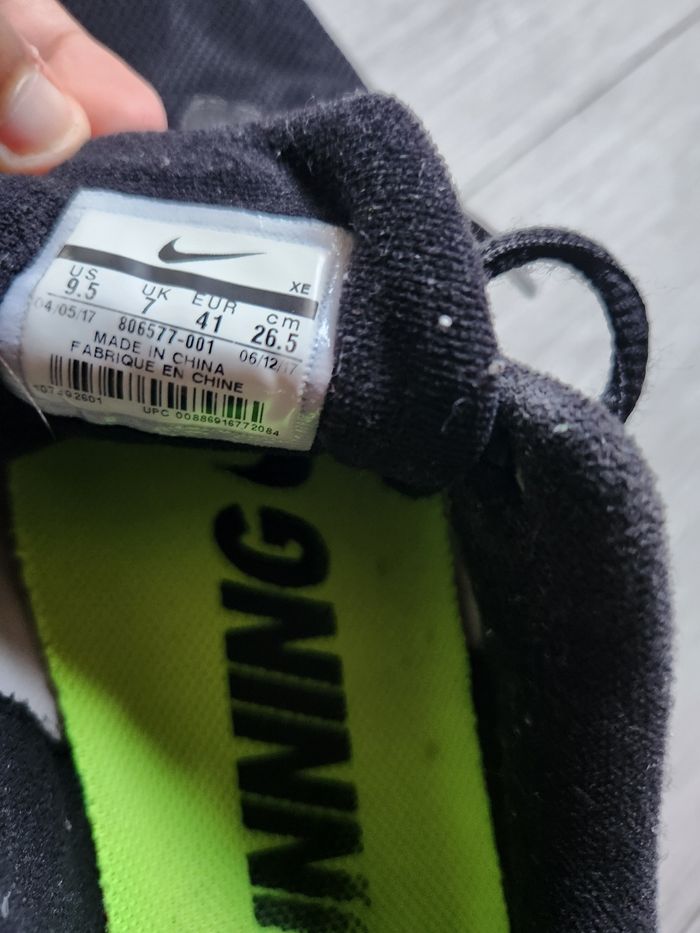 XE
US UK EUR cm
9.5 7 41 26.5
04/05/17 806577-001 06/12/17
MADE IN CHINA
FABRIQUE EN CHINE
107492601 UPC 00886916772084
NNING